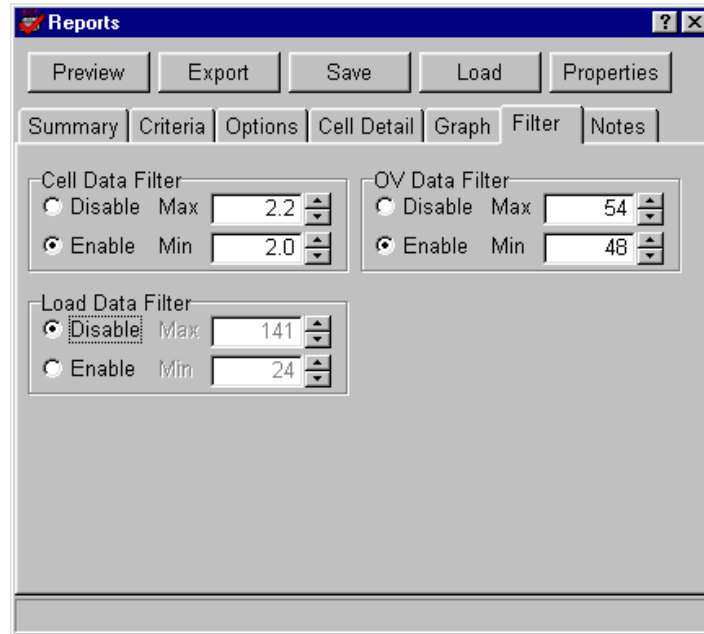 Reports
Preview Export Save Load Properties
Summary Criteria Options Cell Detail Graph Filter Notes
Cell Data Filter
Disable Max 2.2
Enable Min 2.0
OV Data Filter
Disable Max 54
Enable Min 48
Load Data Filter
Disable Max 141
Enable Min 24